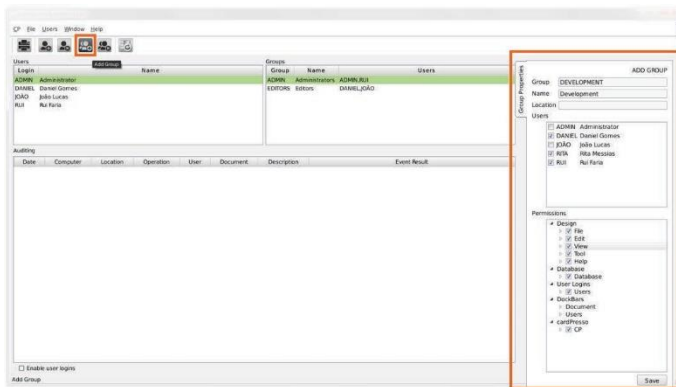 CP File Users Window Help
Add Group
Users
Login Name
ADMIN Administrator
DANIEL Daniel Gomes
JOÃO João Lucas
RUI Rui Faria
Groups
Group Name Users
ADMIN Administrators ADMIN,RUI
EDITORS Editors DANIEL,JOÃO
Auditing
Date Computer Location Operation User Document Description Event Result
Enable user logins
Add Group
Group Properties
ADD GROUP
Group DEVELOPMENT
Name Development
Location
Users
ADMIN Administrator
DANIEL Daniel Gomes
JOÃO João Lucas
RITA Rita Messias
RUI Rui Faria
Permissions
Design
File
Edit
View
Tool
Help
Database
Database
User Logins
Users
DockBars
Document
Users
cardPresso
CP
Save